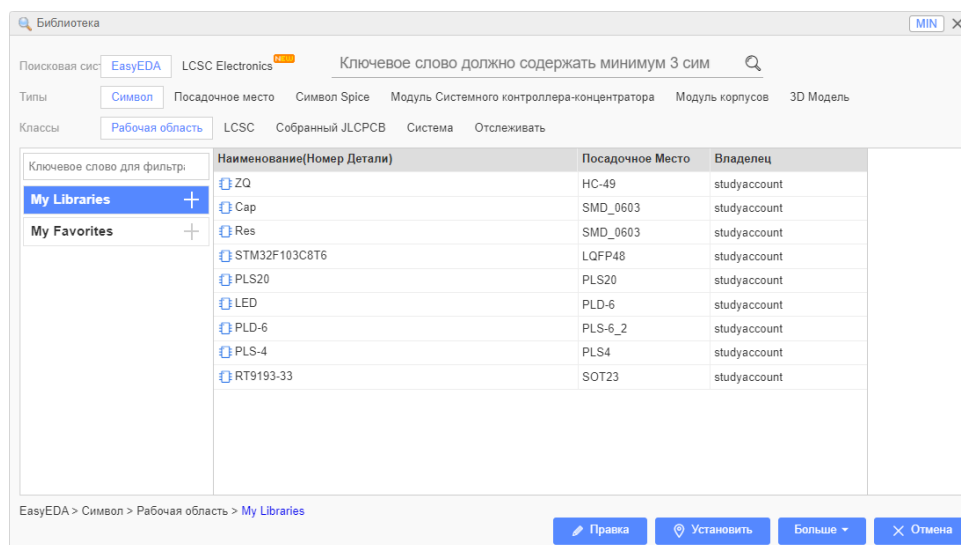 Библиотека MIN
Поисковая сис EasyEDA LCSC Electronics NEW Ключевое слово должно содержать минимум 3 сим
Типы Символ Посадочное место Символ Spice Модуль Системного контроллера-концентратора Модуль корпусов 3D Модель
Классы Рабочая область LCSC Собранный JLCPCB Система Отслеживать
Ключевое слово для фильтра
My Libraries
My Favorites
Наименование(Номер Детали) Посадочное Место Владелец
ZQ HC-49 studyaccount
Cap SMD_0603 studyaccount
Res SMD_0603 studyaccount
STM32F103C8T6 LQFP48 studyaccount
PLS20 PLS20 studyaccount
LED PLD-6 studyaccount
PLD-6 PLS-6_2 studyaccount
PLS-4 PLS4 studyaccount
RT9193-33 SOT23 studyaccount
EasyEDA > Символ > Рабочая область > My Libraries
Правка Установить Больше Отмена